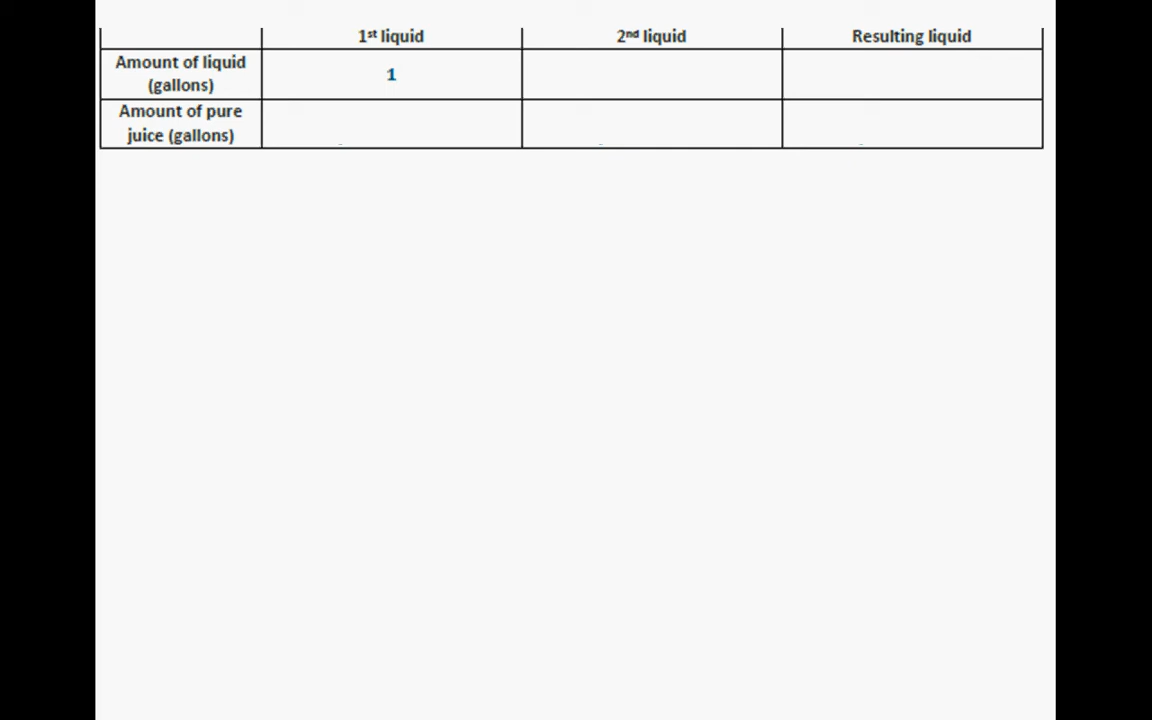 1st liquid 2nd liquid Resulting liquid
Amount of liquid
(gallons)
1
Amount of pure
juice (gallons)